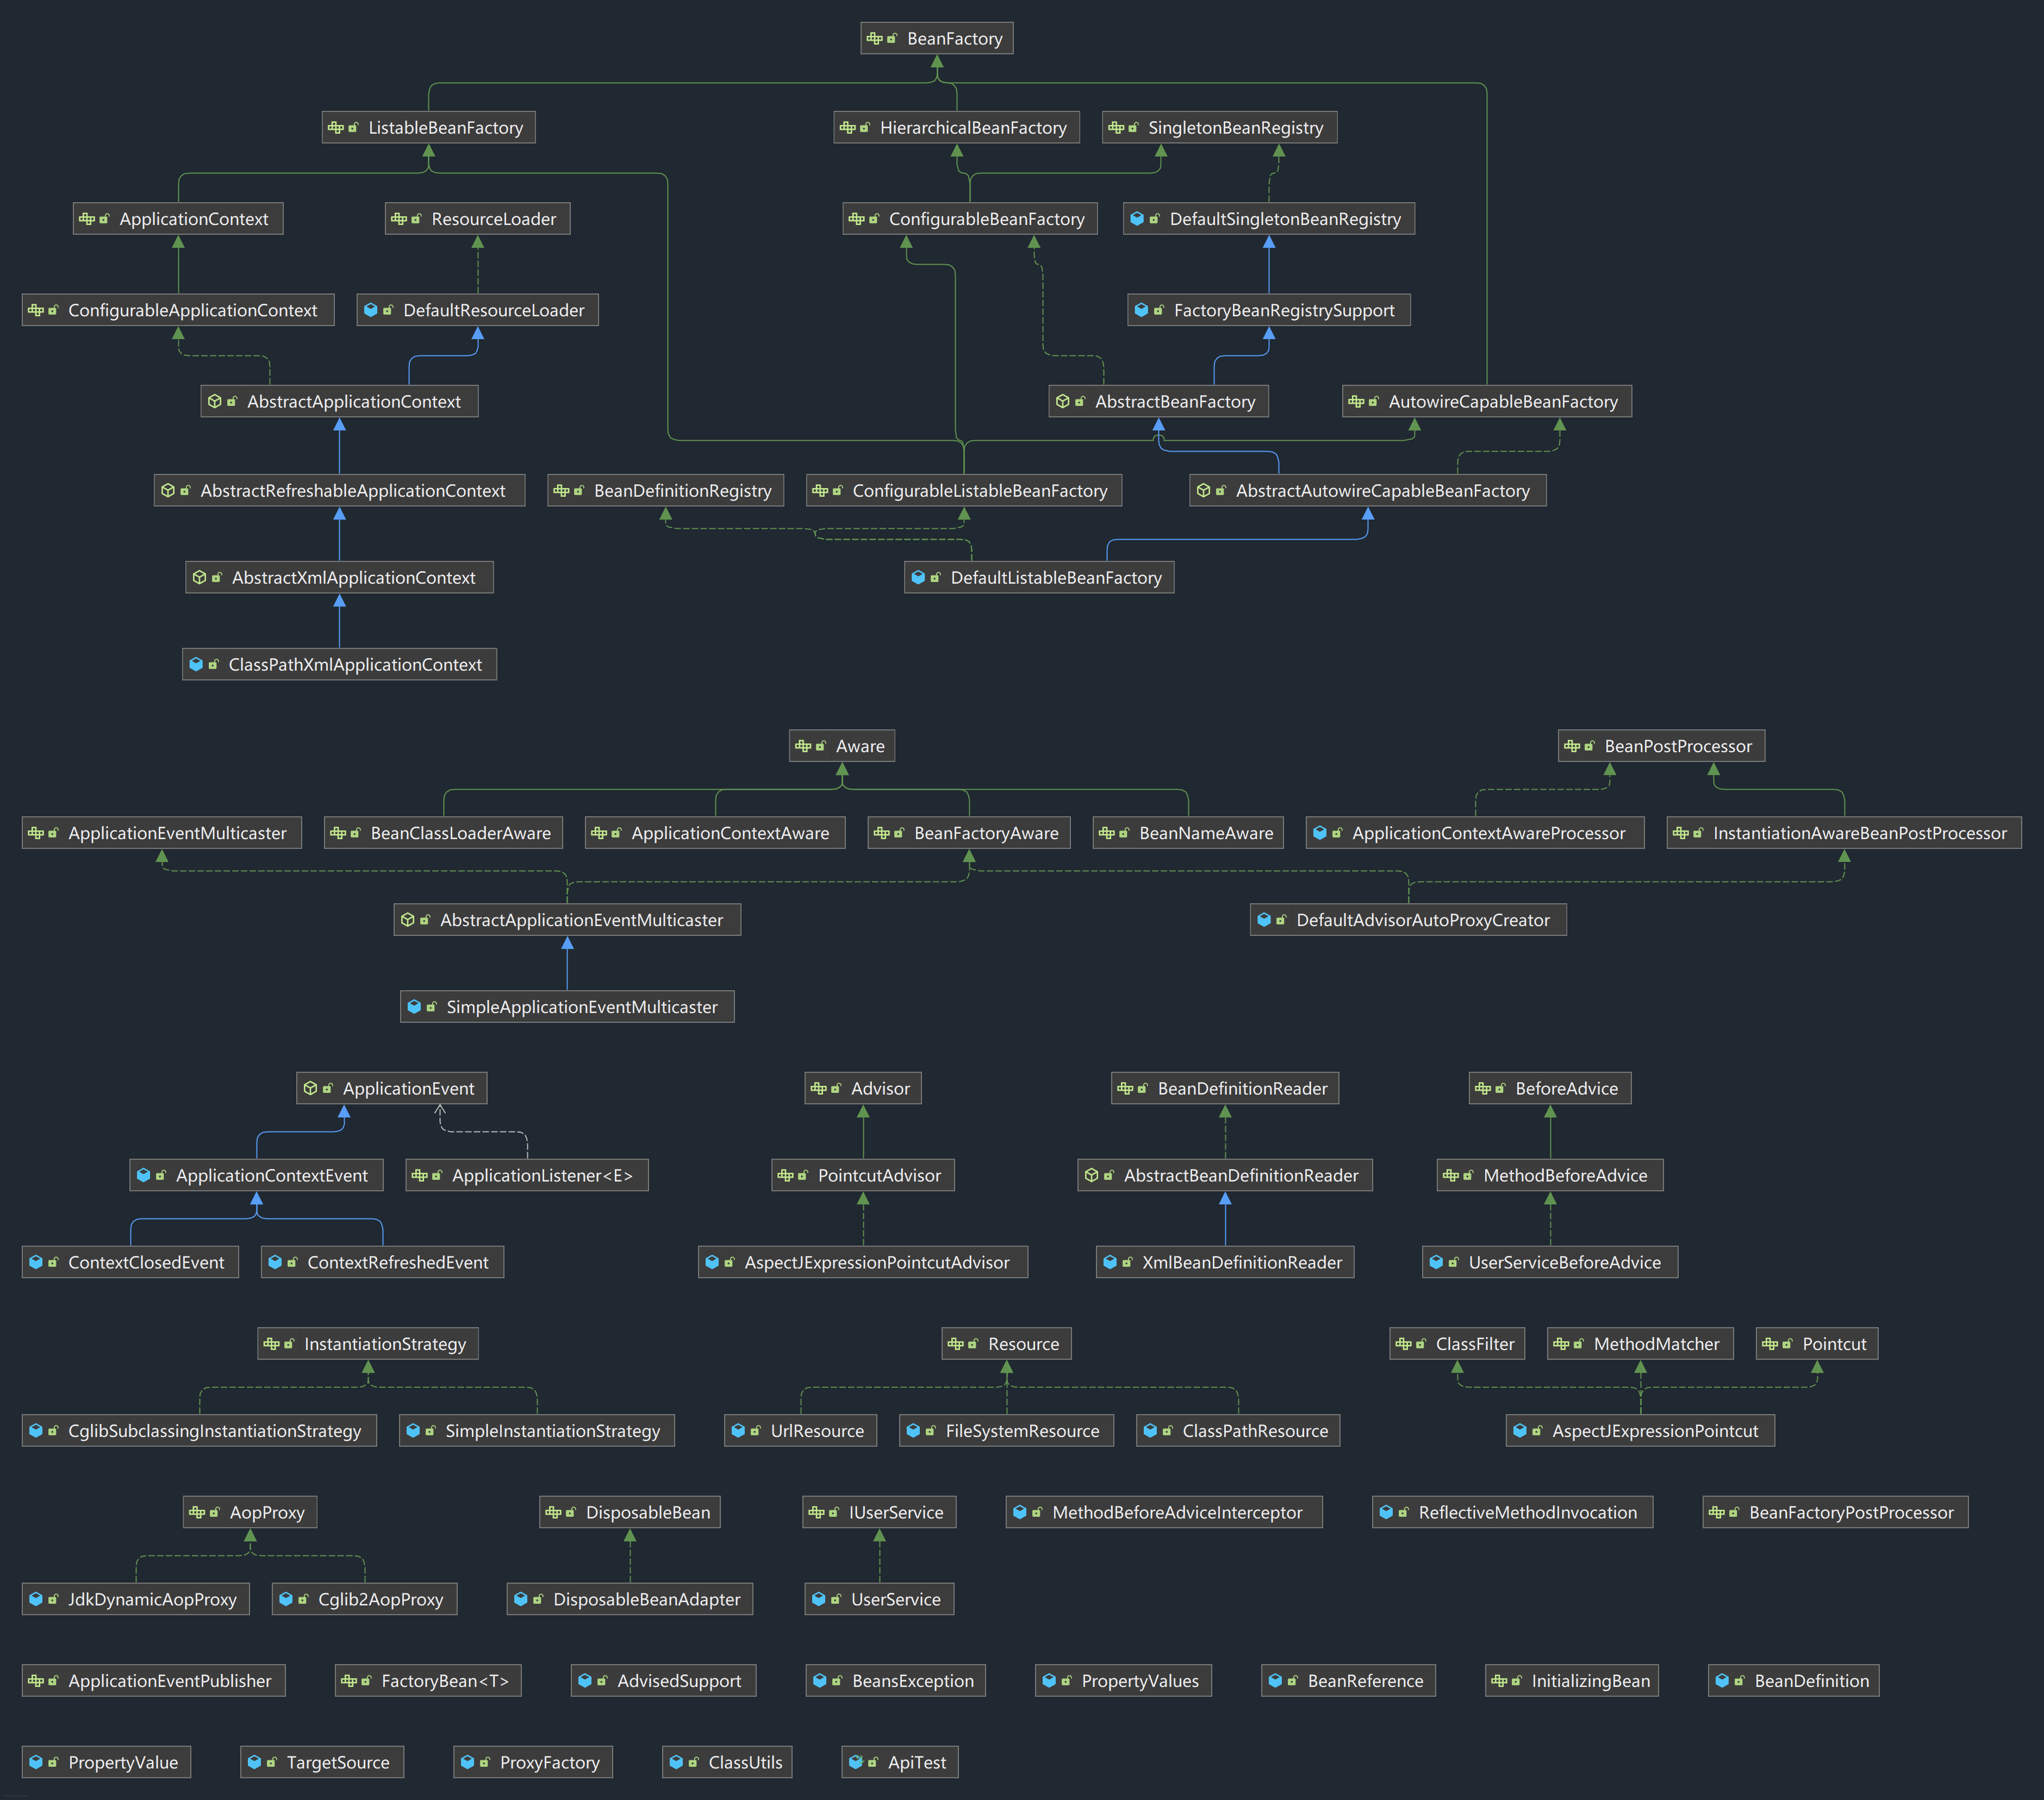 BeanFactory
ListableBeanFactory
HierarchicalBeanFactory
SingletonBeanRegistry
ApplicationContext
ResourceLoader
ConfigurableBeanFactory
DefaultSingletonBeanRegistry
ConfigurableApplicationContext
DefaultResourceLoader
FactoryBeanRegistrySupport
AbstractApplicationContext
AbstractBeanFactory
AutowireCapableBeanFactory
AbstractRefreshableApplicationContext
BeanDefinitionRegistry
ConfigurableListableBeanFactory
AbstractAutowireCapableBeanFactory
AbstractXmlApplicationContext
DefaultListableBeanFactory
ClassPathXmlApplicationContext
Aware
BeanPostProcessor
ApplicationEventMulticaster
BeanClassLoaderAware
ApplicationContextAware
BeanFactoryAware
BeanNameAware
ApplicationContextAwareProcessor
InstantiationAwareBeanPostProcessor
AbstractApplicationEventMulticaster
DefaultAdvisorAutoProxyCreator
SimpleApplicationEventMulticaster
ApplicationEvent
Advisor
BeanDefinitionReader
BeforeAdvice
ApplicationContextEvent
ApplicationListener<E>
PointcutAdvisor
AbstractBeanDefinitionReader
MethodBeforeAdvice
ContextClosedEvent
ContextRefreshedEvent
AspectJExpressionPointcutAdvisor
XmlBeanDefinitionReader
UserServiceBeforeAdvice
InstantiationStrategy
Resource
ClassFilter
MethodMatcher
Pointcut
CglibSubclassingInstantiationStrategy
SimpleInstantiationStrategy
UrlResource
FileSystemResource
ClassPathResource
AspectJExpressionPointcut
AopProxy
DisposableBean
IUserService
MethodBeforeAdviceInterceptor
ReflectiveMethodInvocation
BeanFactoryPostProcessor
JdkDynamicAopProxy
Cglib2AopProxy
DisposableBeanAdapter
UserService
ApplicationEventPublisher
FactoryBean<T>
AdvisedSupport
BeansException
PropertyValues
BeanReference
InitializingBean
BeanDefinition
PropertyValue
TargetSource
ProxyFactory
ClassUtils
ApiTest